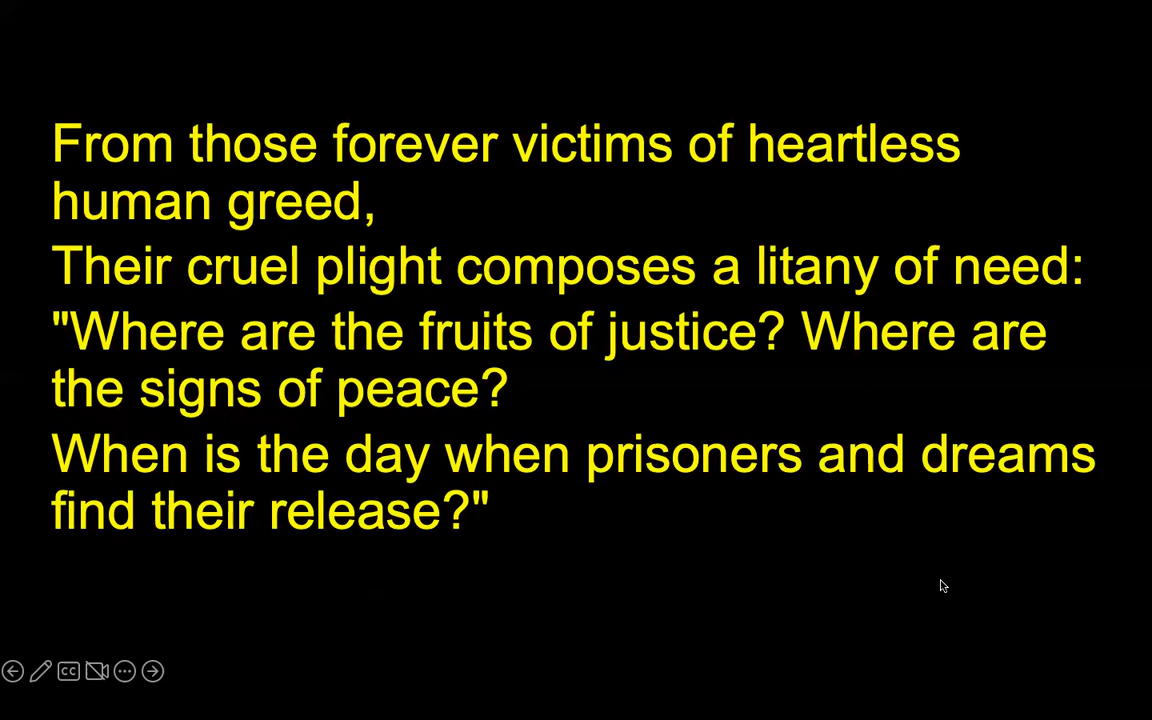 From those forever victims of heartless
human greed,
Their cruel plight composes a litany of need:
"Where are the fruits of justice? Where are
the signs of peace?
When is the day when prisoners and dreams
find their release?"
CC